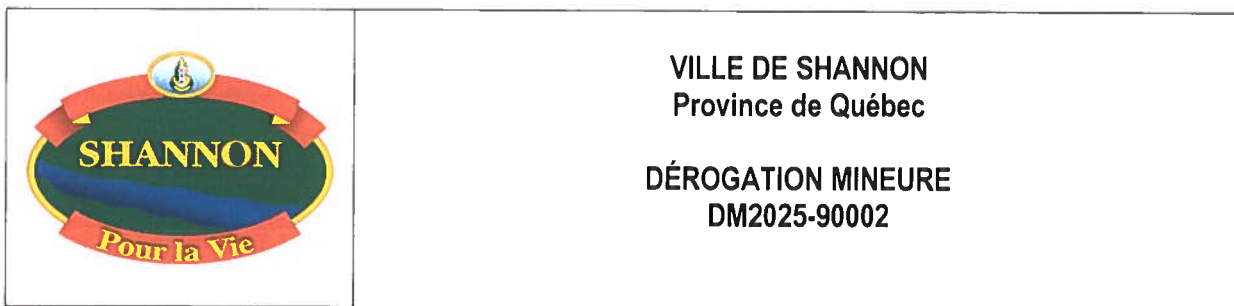 SHANNON
Pour la Vie
VILLE DE SHANNON
Province de Québec
DÉROGATION MINEURE
DM2025-90002